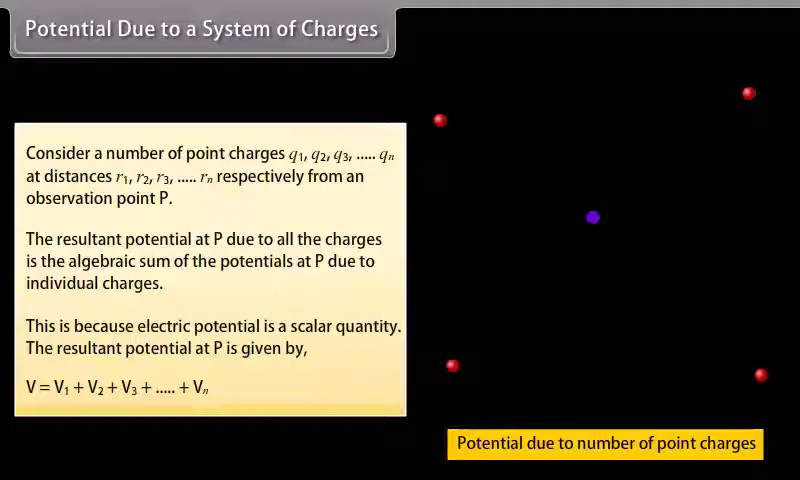 Potential Due to a System of Charges
Consider a number of point charges q₁, q₂, q₃, ..... qₙ
at distances r₁, r₂, r₃, ..... rₙ respectively from an
observation point P.
The resultant potential at P due to all the charges
is the algebraic sum of the potentials at P due to
individual charges.
This is because electric potential is a scalar quantity.
The resultant potential at P is given by,
V = V₁ + V₂ + V₃ + ..... + Vₙ
Potential due to number of point charges